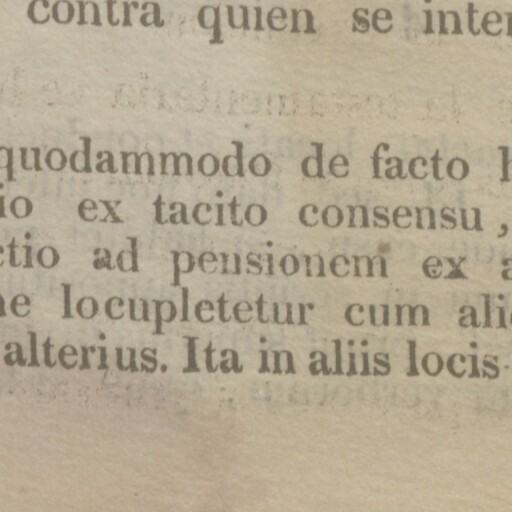 contra quien se inter
quodammodo de facto h
io ex tacito consensu ,
ctio ad pensionem ex a
ne locupletetur cum ali
alterius. Ita in aliis locis